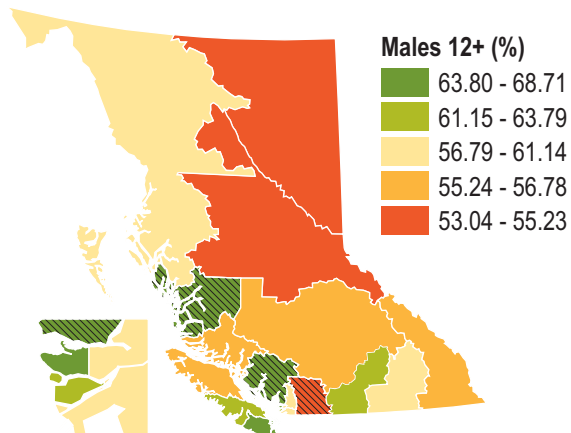 Males 12+ (%)
63.80 - 68.71
61.15 - 63.79
56.79 - 61.14
55.24 - 56.78
53.04 - 55.23